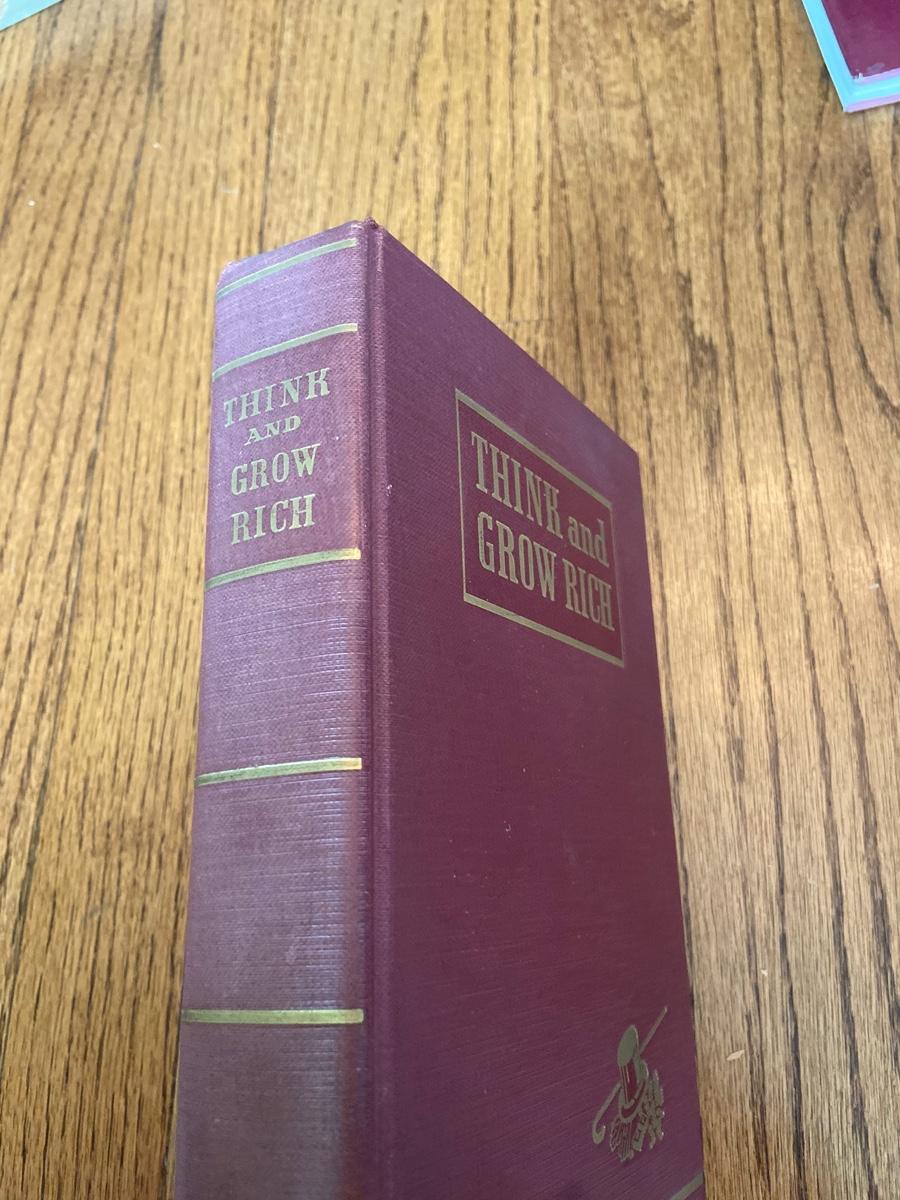 THINK
AND
GROW
RICH
THINK and
GROW RICH